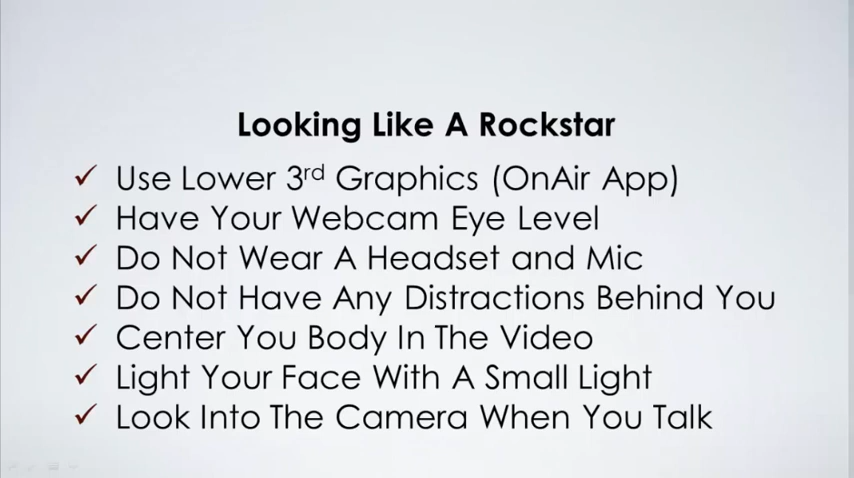 Looking Like A Rockstar
✓ Use Lower 3rd Graphics (OnAir App)
✓ Have Your Webcam Eye Level
✓ Do Not Wear A Headset and Mic
✓ Do Not Have Any Distractions Behind You
✓ Center You Body In The Video
✓ Light Your Face With A Small Light
✓ Look Into The Camera When You Talk